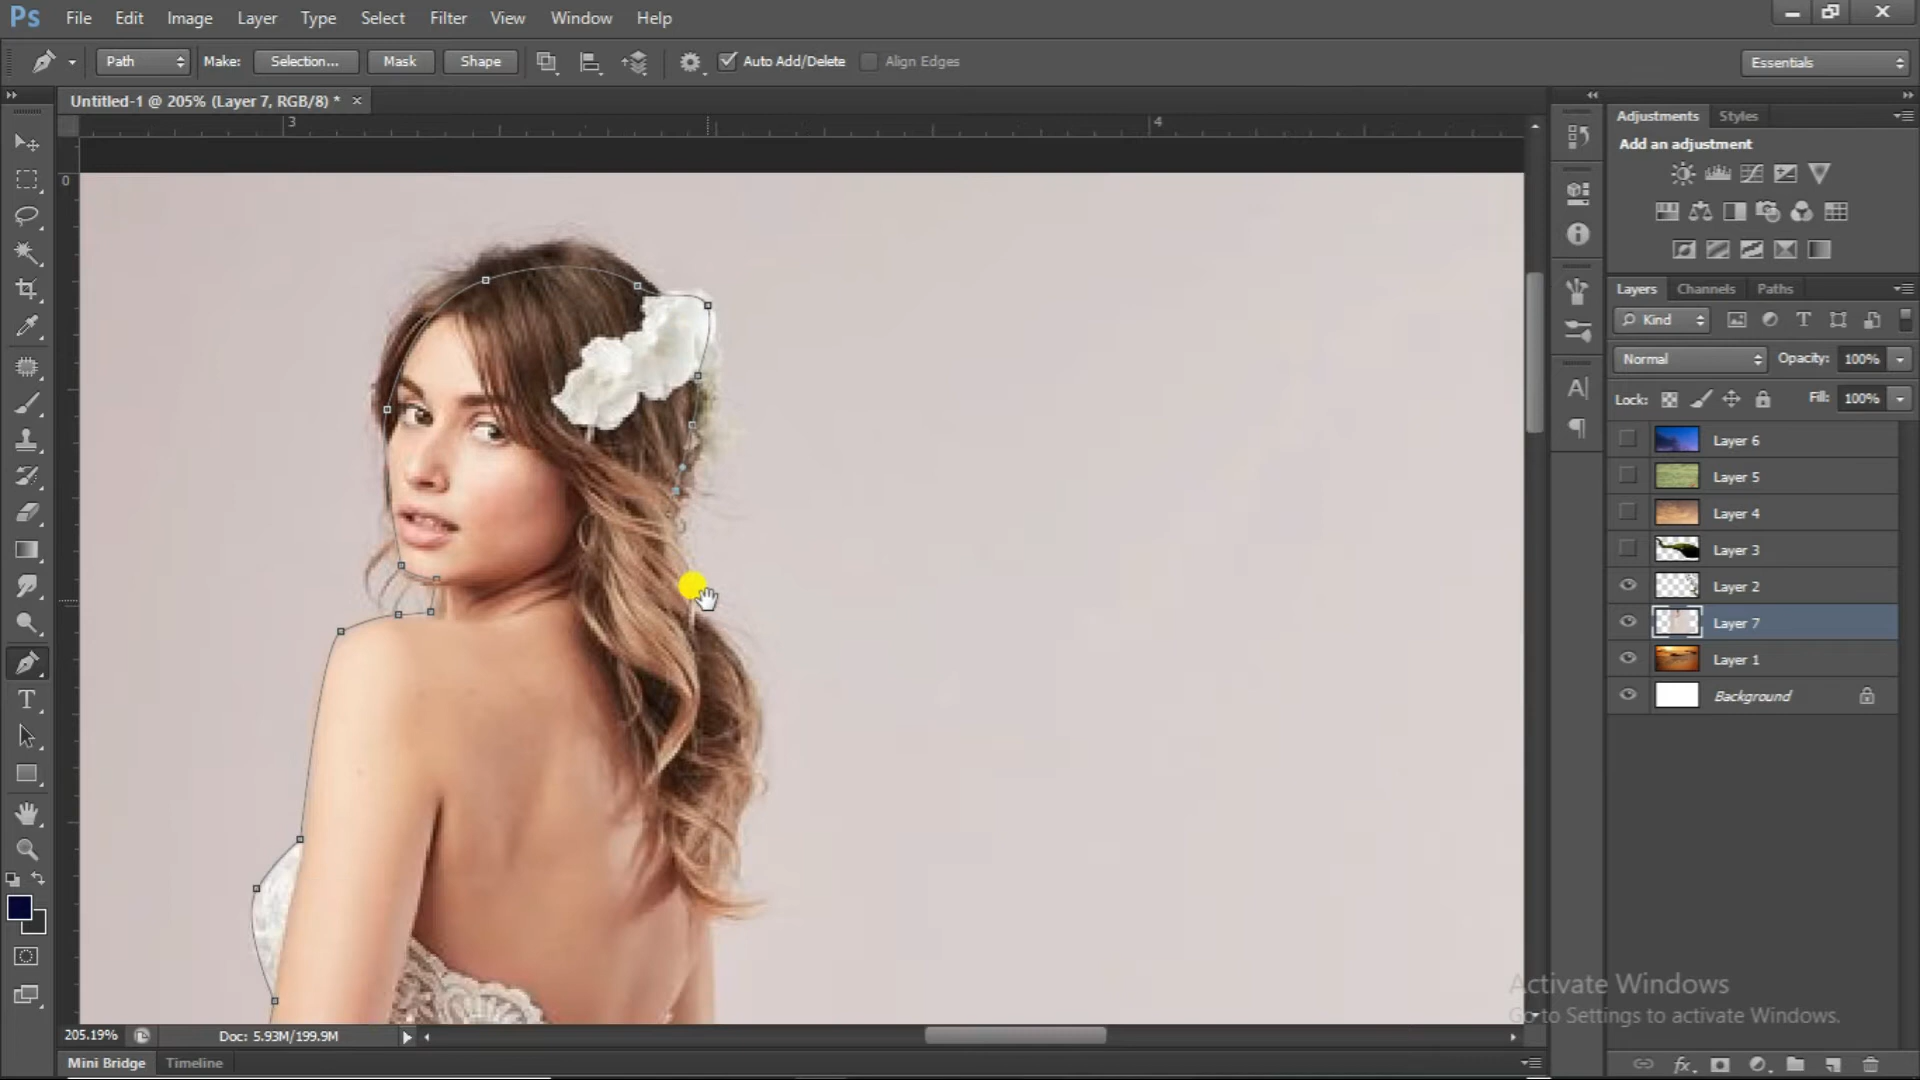 Ps File Edit Image Layer Type Select Filter View Window Help
Path Make: Selection... Mask Shape Auto Add/Delete Align Edges Essentials
Untitled-1 @ 205% (Layer 7, RGB/8) * ×
3 4
0
Adjustments Styles
Add an adjustment
Layers Channels Paths
Kind
Normal Opacity: 100%
Lock: Fill: 100%
Layer 6
Layer 5
Layer 4
Layer 3
Layer 2
Layer 7
Layer 1
Background
Activate Windows
Go to Settings to activate Windows.
205.19% Doc: 5.93M/199.9M
Mini Bridge Timeline